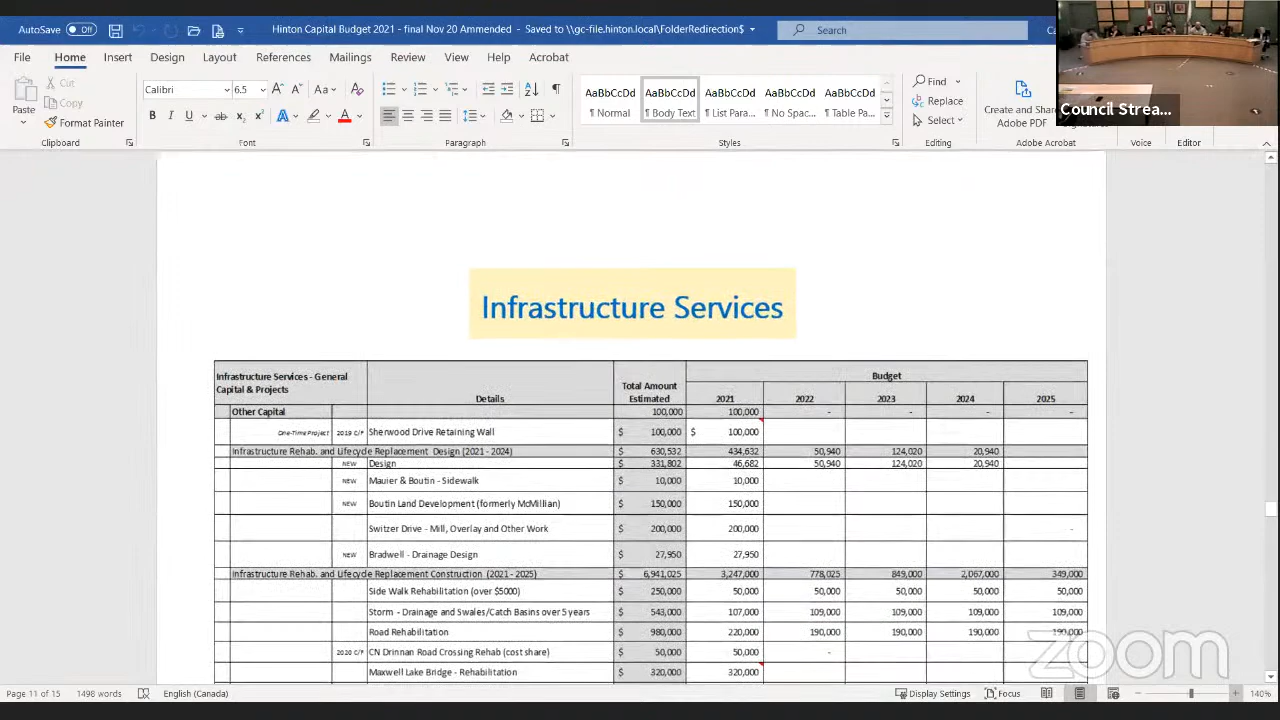 AutoSave Off Hinton Capital Budget 2021 - final Nov 20 Ammended - Saved to \\gc-file.hinton.local\FolderRedirection$ Search
Council Strea...
File Home Insert Design Layout References Mailings Review View Help Acrobat
Paste Cut Copy Format Painter
Calibri 6.5
AaBbCcDd AaBbCcDd AaBbCcDd AaBbCcDd AaBbCcDd
¶ Normal ¶ Body Text ¶ List Para... ¶ No Spac... ¶ Table Pa...
Find Replace Select
Create and Share Adobe PDF
Clipboard Font Paragraph Styles Editing Adobe Acrobat Voice Editor
Infrastructure Services
Infrastructure Services - General Capital & Projects Details Total Amount Estimated Budget
2021 2022 2023 2024 2025
Other Capital 100,000 100,000 - - - -
One-Time Project 2019 C/F Sherwood Drive Retaining Wall $ 100,000 $ 100,000
Infrastructure Rehab. and Lifecycle Replacement Design (2021 - 2024) $ 630,532 434,632 50,940 124,020 20,940
NEW Design $ 331,802 46,682 50,940 124,020 20,940
NEW Mauier & Boutin - Sidewalk $ 10,000 10,000
NEW Boutin Land Development (formerly McMillian) $ 150,000 150,000
Switzer Drive - Mill, Overlay and Other Work $ 200,000 200,000 -
NEW Bradwell - Drainage Design $ 27,950 27,950
Infrastructure Rehab. and Lifecycle Replacement Construction (2021 - 2025) $ 6,941,025 3,247,000 778,025 849,000 2,067,000 349,000
Side Walk Rehabilitation (over $5000) $ 250,000 50,000 50,000 50,000 50,000 50,000
Storm - Drainage and Swales/Catch Basins over 5 years $ 543,000 107,000 109,000 109,000 109,000 109,000
Road Rehabilitation $ 980,000 220,000 190,000 190,000 190,000 190,000
2020 C/F CN Drinnan Road Crossing Rehab (cost share) $ 50,000 50,000 -
Maxwell Lake Bridge - Rehabilitation $ 320,000 320,000
zoom
Page 11 of 15 1498 words English (Canada) Display Settings Focus 140%